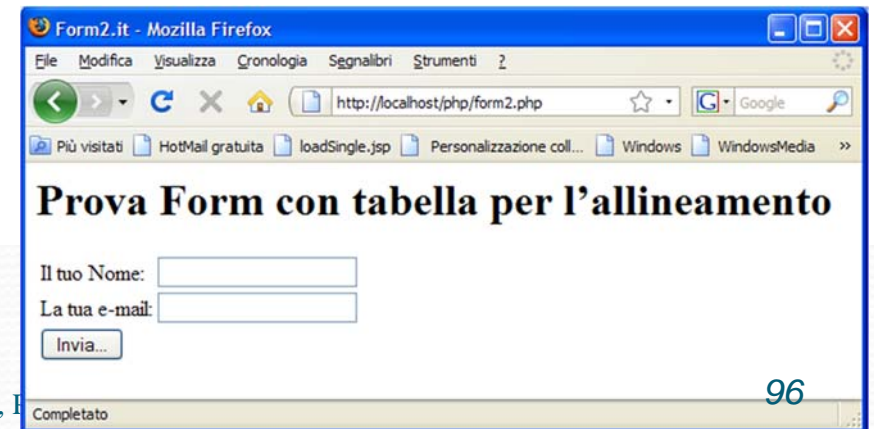 Form2.it - Mozilla Firefox
File Modifica Visualizza Cronologia Segnalibri Strumenti ?
http://localhost/php/form2.php G Google
Più visitati HotMail gratuita loadSingle.jsp Personalizzazione coll... Windows WindowsMedia »
Prova Form con tabella per l’allineamento
Il tuo Nome:
La tua e-mail:
Invia...
96
Completato